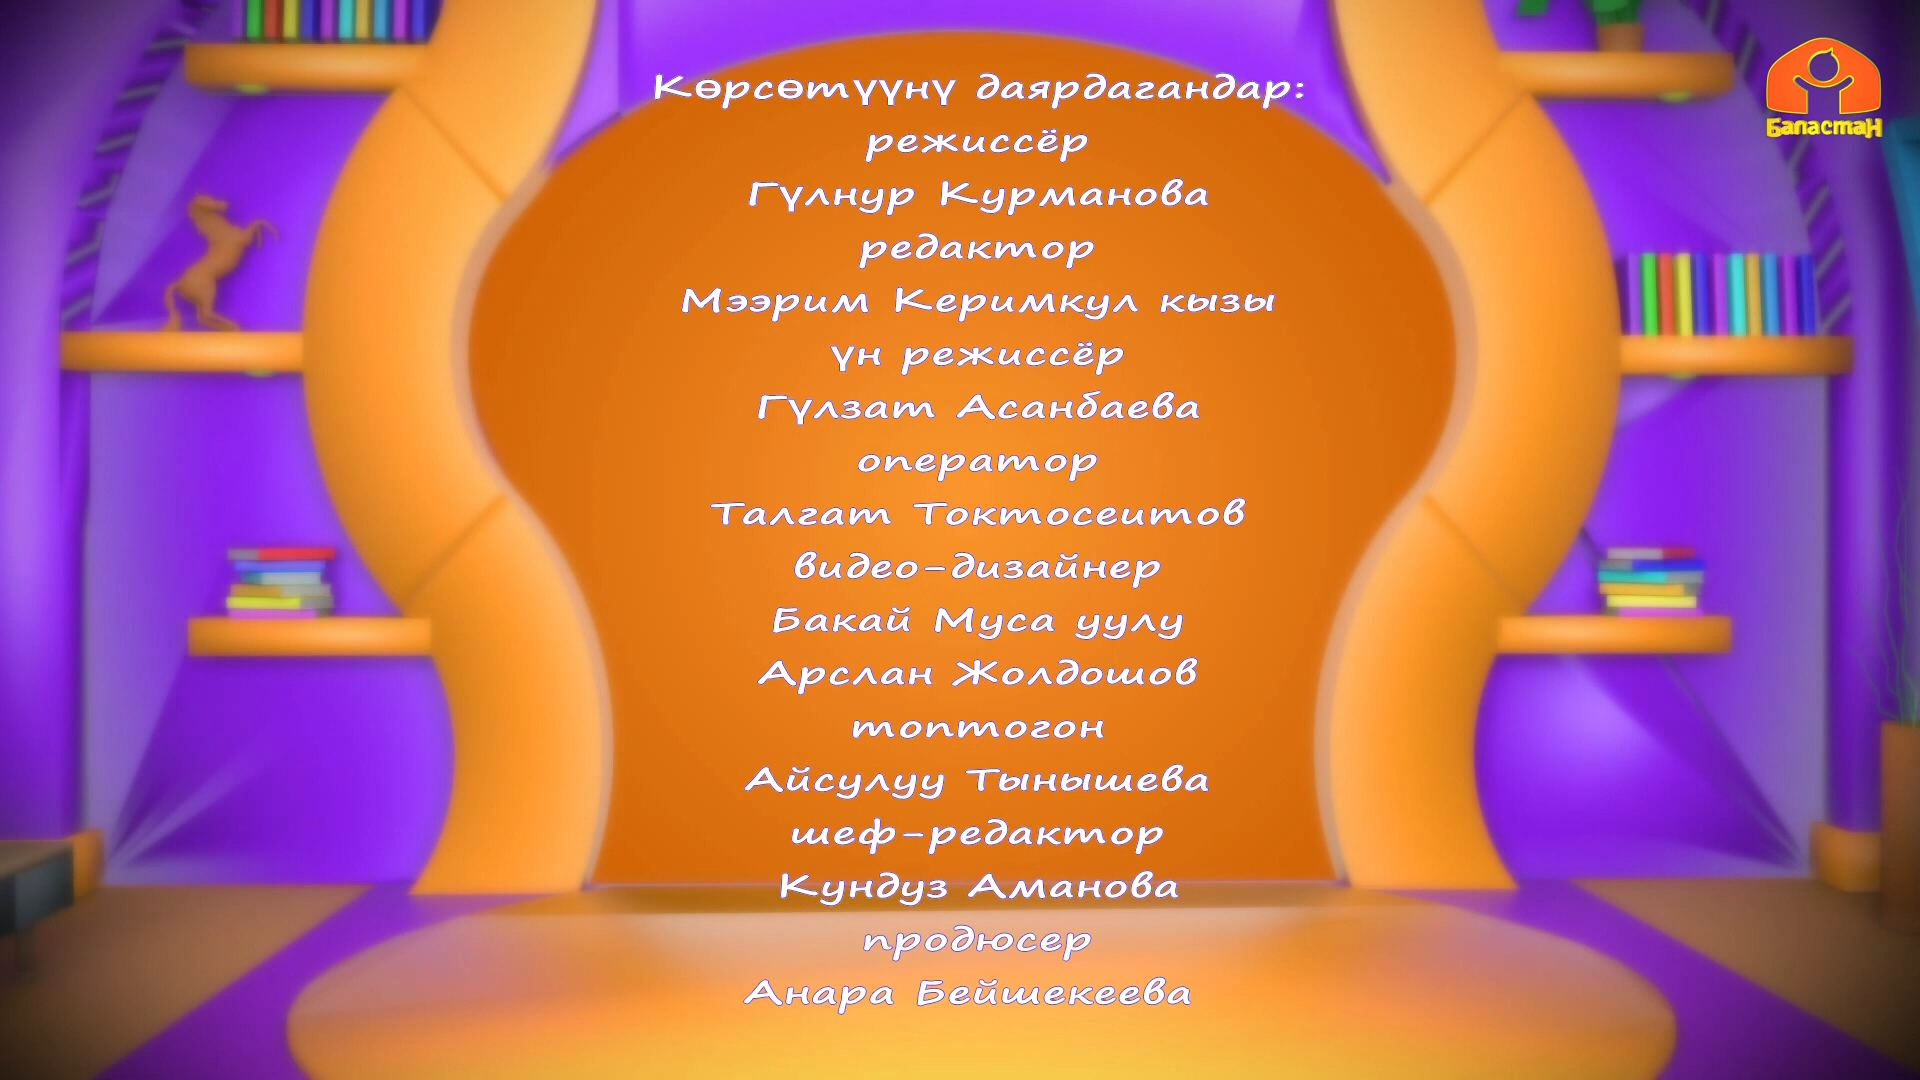 Көрсөтүүнү даярдагандар:
режиссёр
Гүлнур Курманова
редактор
Мээрим Керимкул кызы
үн режиссёр
Гүлзат Асанбаева
оператор
Талгат Токтосеитов
видео-дизайнер
Бакай Муса уулу
Арслан Жолдошов
топтогон
Айсулуу Тынышева
шеф-редактор
Кундуз Аманова
продюсер
Анара Бейшекеева
Баластан